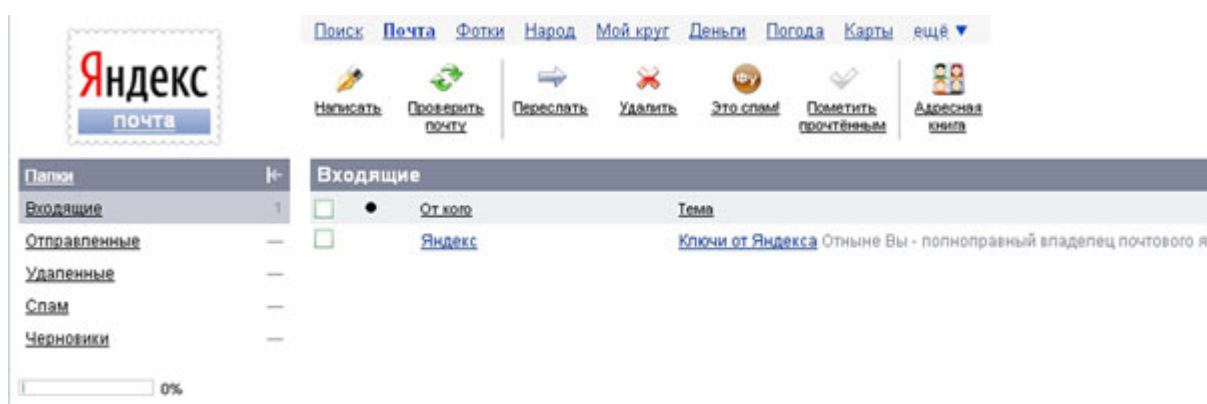 Яндекс
почта
Поиск Почта Фотки Народ Мой круг Деньги Погода Карты ещё ▼
Написать Проверить почту Переслать Удалить Фу Это спам! Пометить прочтённым Адресная книга
Папки
Входящие 1
Отправленные —
Удаленные —
Спам —
Черновики —
0%
Входящие
От кого Тема
Яндекс Ключи от Яндекса Отныне Вы - полноправный владелец почтового я